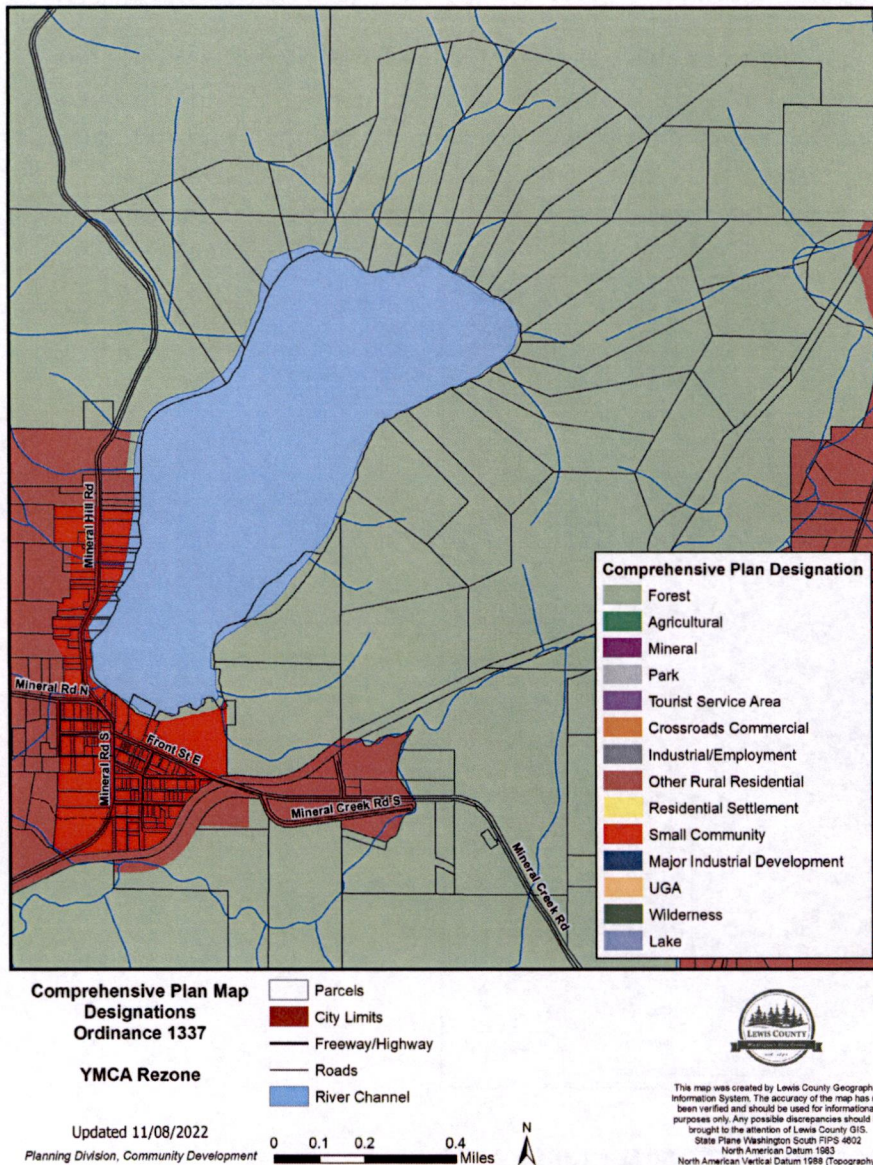 Mineral Hill Rd
Mineral Rd N
Mineral Rd S
Front St E
Mineral Creek Rd S
Mineral Creek Rd
Comprehensive Plan Designation
Forest
Agricultural
Mineral
Park
Tourist Service Area
Crossroads Commercial
Industrial/Employment
Other Rural Residential
Residential Settlement
Small Community
Major Industrial Development
UGA
Wilderness
Lake
Comprehensive Plan Map
Designations
Ordinance 1337
YMCA Rezone
Updated 11/08/2022
Planning Division, Community Development
Parcels
City Limits
Freeway/Highway
Roads
River Channel
0 0.1 0.2 0.4
Miles
N
LEWIS COUNTY
This map was created by Lewis County Geograph
Information System. The accuracy of the map has
been verified and should be used for informationa
purposes only. Any possible discrepancies should
brought to the attention of Lewis County GIS.
State Plane Washington South FIPS 4602
North American Datum 1983
North American Vertical Datum 1988 (Topography